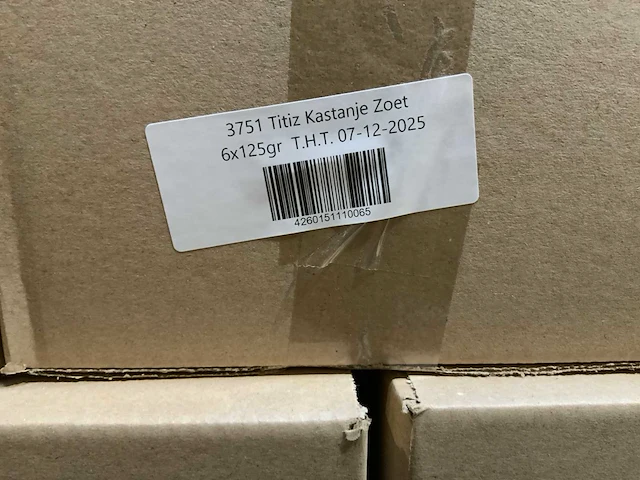 3751 Titiz Kastanje Zoet
6x125gr T.H.T. 07-12-2025
4260151110065